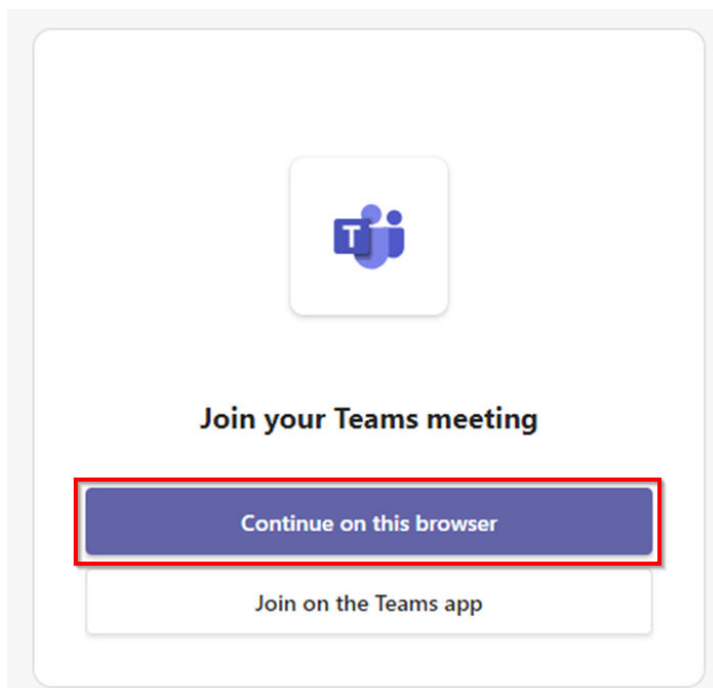 T
Join your Teams meeting
Continue on this browser
Join on the Teams app